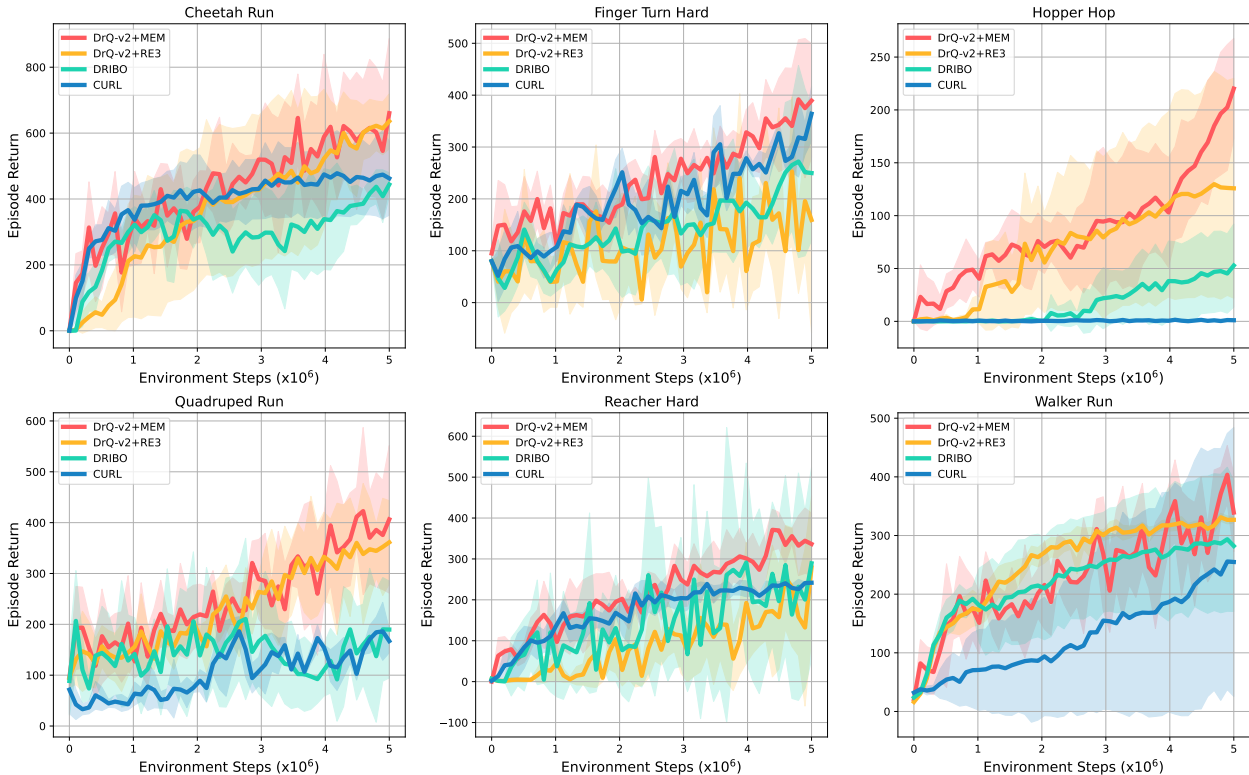 Cheetah Run
DrQ-v2+MEM
DrQ-v2+RE3
DRIBO
CURL
800
600
400
200
0
Episode Return
0 1 2 3 4 5
Environment Steps (x10⁶)
Finger Turn Hard
DrQ-v2+MEM
DrQ-v2+RE3
DRIBO
CURL
500
400
300
200
100
0
Episode Return
0 1 2 3 4 5
Environment Steps (x10⁶)
Hopper Hop
DrQ-v2+MEM
DrQ-v2+RE3
DRIBO
CURL
250
200
150
100
50
0
Episode Return
0 1 2 3 4 5
Environment Steps (x10⁶)
Quadruped Run
DrQ-v2+MEM
DrQ-v2+RE3
DRIBO
CURL
600
500
400
300
200
100
0
Episode Return
0 1 2 3 4 5
Environment Steps (x10⁶)
Reacher Hard
DrQ-v2+MEM
DrQ-v2+RE3
DRIBO
CURL
600
500
400
300
200
100
0
−100
Episode Return
0 1 2 3 4 5
Environment Steps (x10⁶)
Walker Run
DrQ-v2+MEM
DrQ-v2+RE3
DRIBO
CURL
500
400
300
200
100
0
Episode Return
0 1 2 3 4 5
Environment Steps (x10⁶)